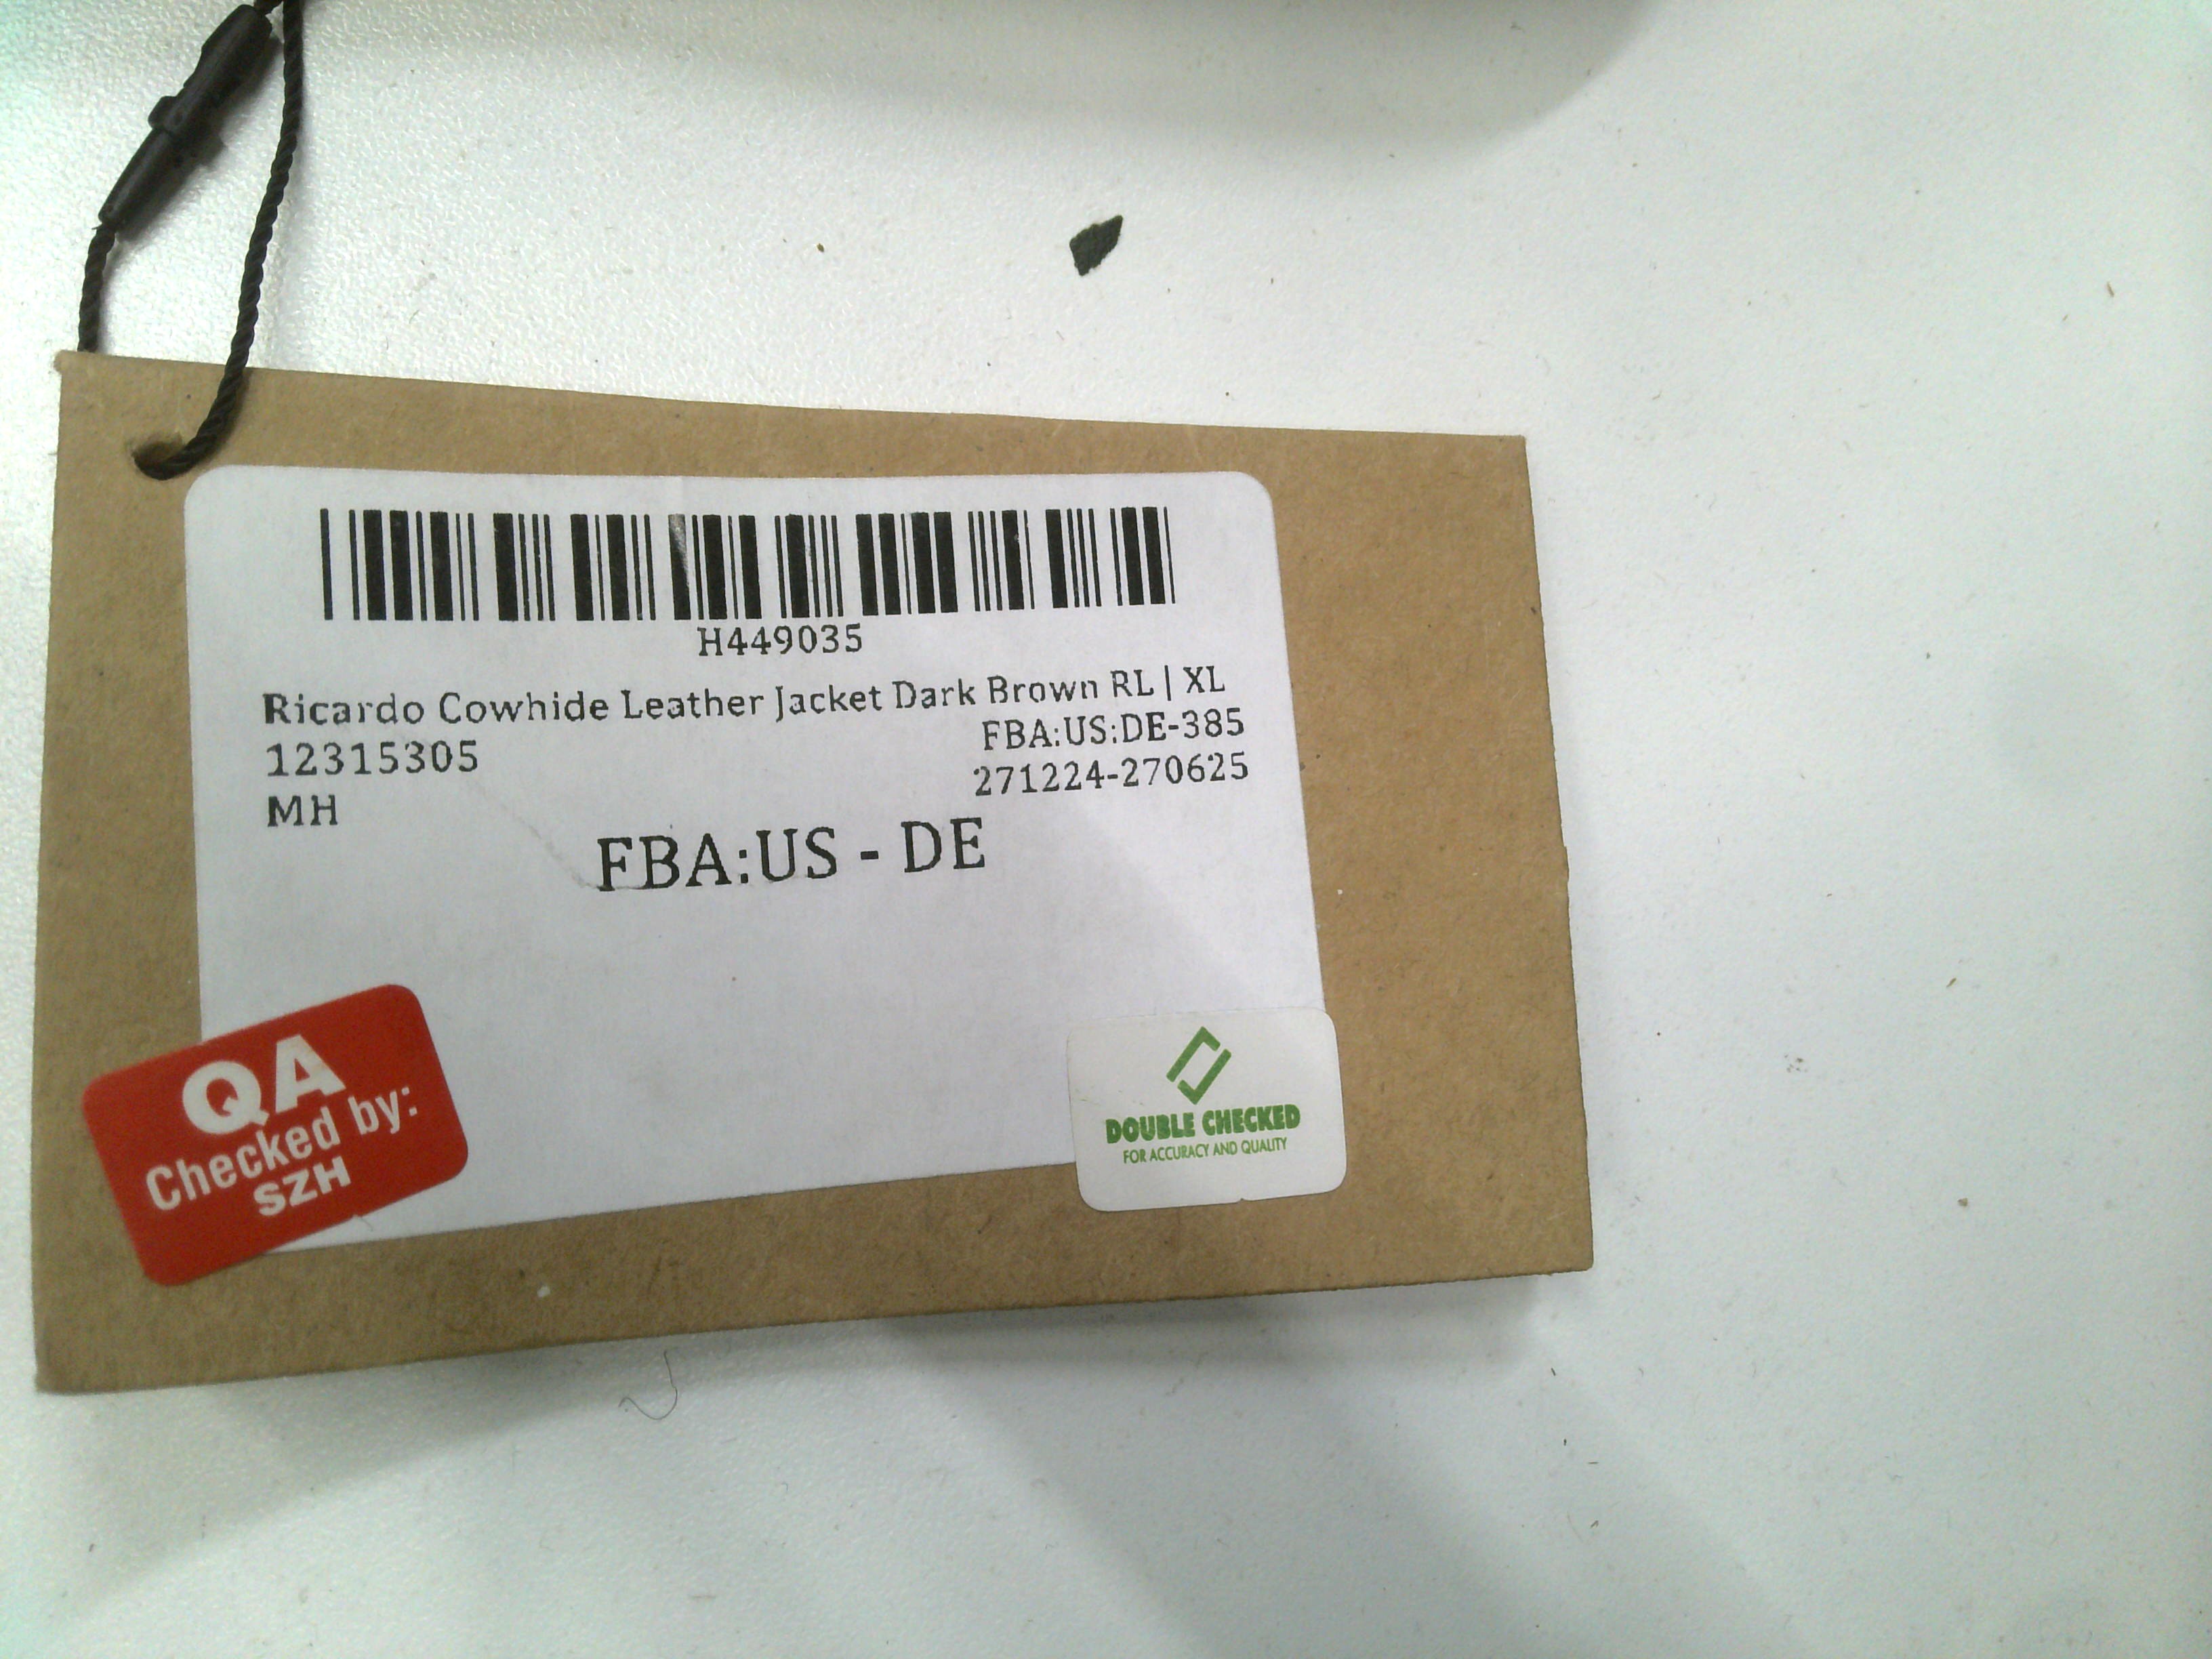 H449035
Ricardo Cowhide Leather Jacket Dark Brown RL | XL
FBA:US:DE-385
12315305
271224-270625
MH
FBA:US - DE
QA
Checked by:
SZH
DOUBLE CHECKED
FOR ACCURACY AND QUALITY